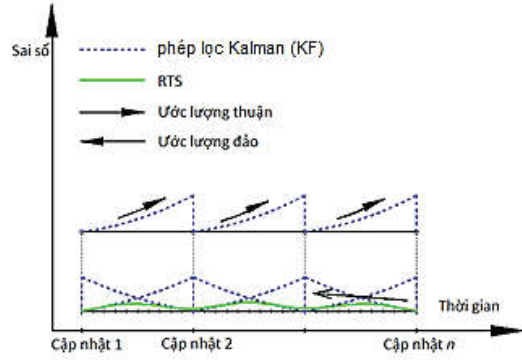 Sai số
phép lọc Kalman (KF)
RTS
Ước lượng thuận
Ước lượng đảo
Thời gian
Cập nhật 1
Cập nhật 2
Cập nhật n